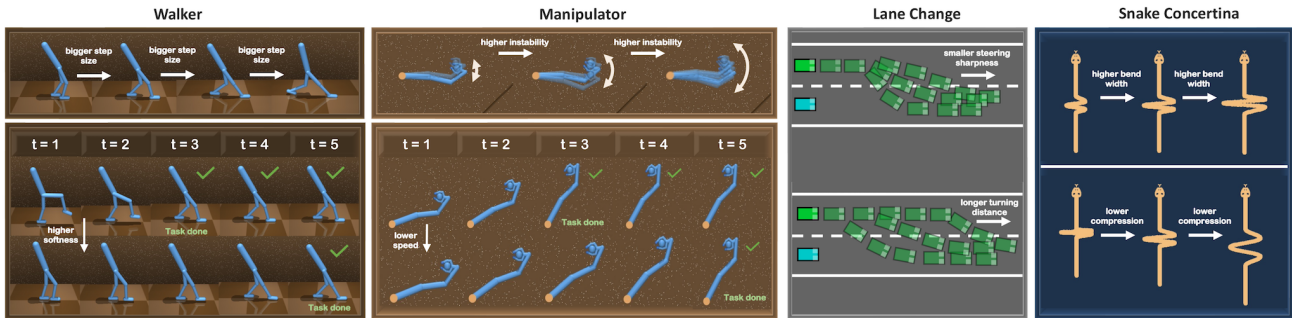 Walker
bigger step
size
bigger step
size
bigger step
size
t = 1
t = 2
t = 3
t = 4
t = 5
higher
softness
Task done
Task done
Manipulator
higher instability
higher instability
t = 1
t = 2
t = 3
t = 4
t = 5
lower
speed
Task done
Task done
Lane Change
smaller steering
sharpness
longer turning
distance
Snake Concertina
higher bend
width
higher bend
width
lower
compression
lower
compression